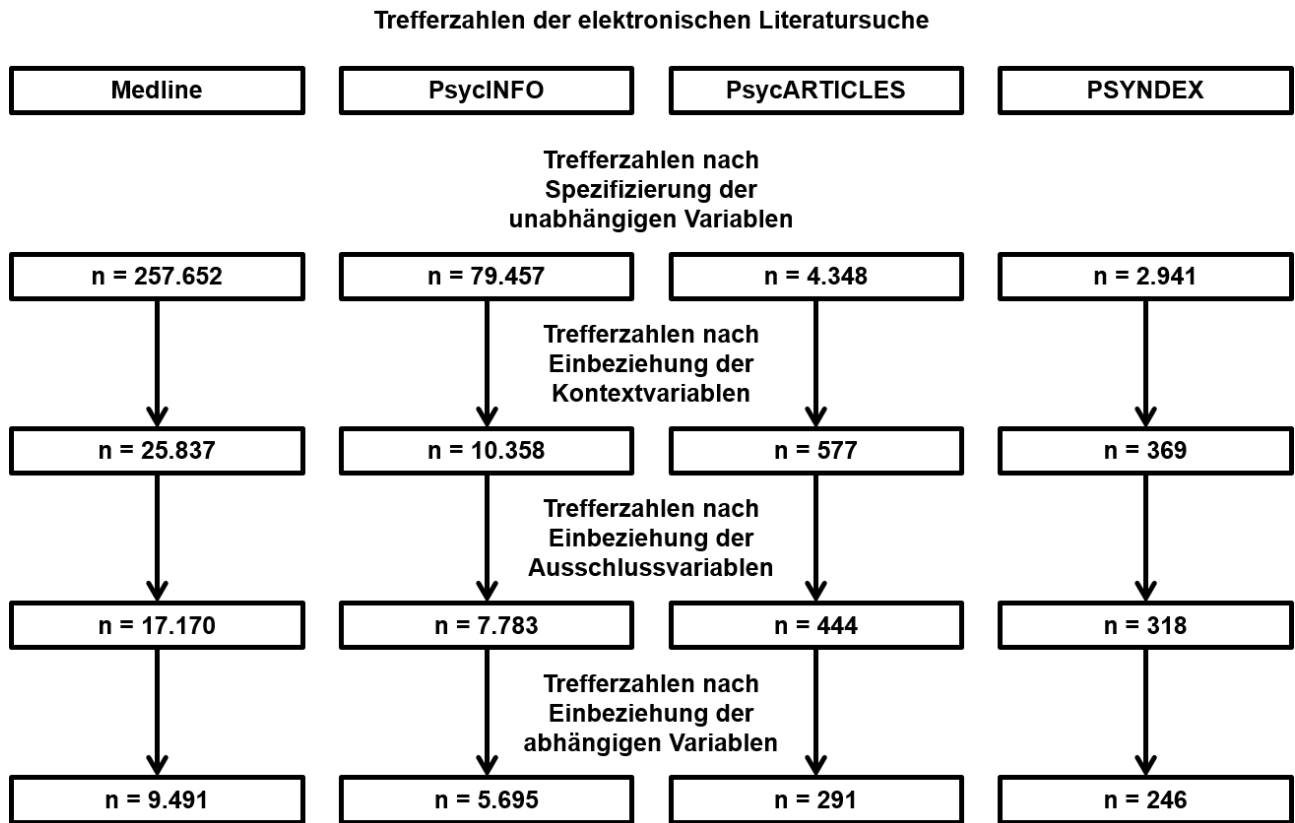 Trefferzahlen der elektronischen Literatursuche
Medline
PsycINFO
PsycARTICLES
PSYNDEX
Trefferzahlen nach
Spezifizierung der
unabhängigen Variablen
n = 257.652
n = 79.457
n = 4.348
n = 2.941
Trefferzahlen nach
Einbeziehung der
Kontextvariablen
n = 25.837
n = 10.358
n = 577
n = 369
Trefferzahlen nach
Einbeziehung der
Ausschlussvariablen
n = 17.170
n = 7.783
n = 444
n = 318
Trefferzahlen nach
Einbeziehung der
abhängigen Variablen
n = 9.491
n = 5.695
n = 291
n = 246